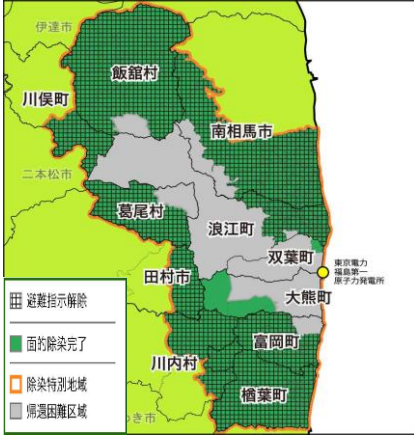 伊達市
飯舘村
川俣町
南相馬市
二本松市
葛尾村
浪江町
双葉町
東京電力
福島第一
原子力発電所
田村市
大熊町
避難指示解除
面的除染完了
富岡町
川内村
除染特別地域
楢葉町
帰還困難区域
き市